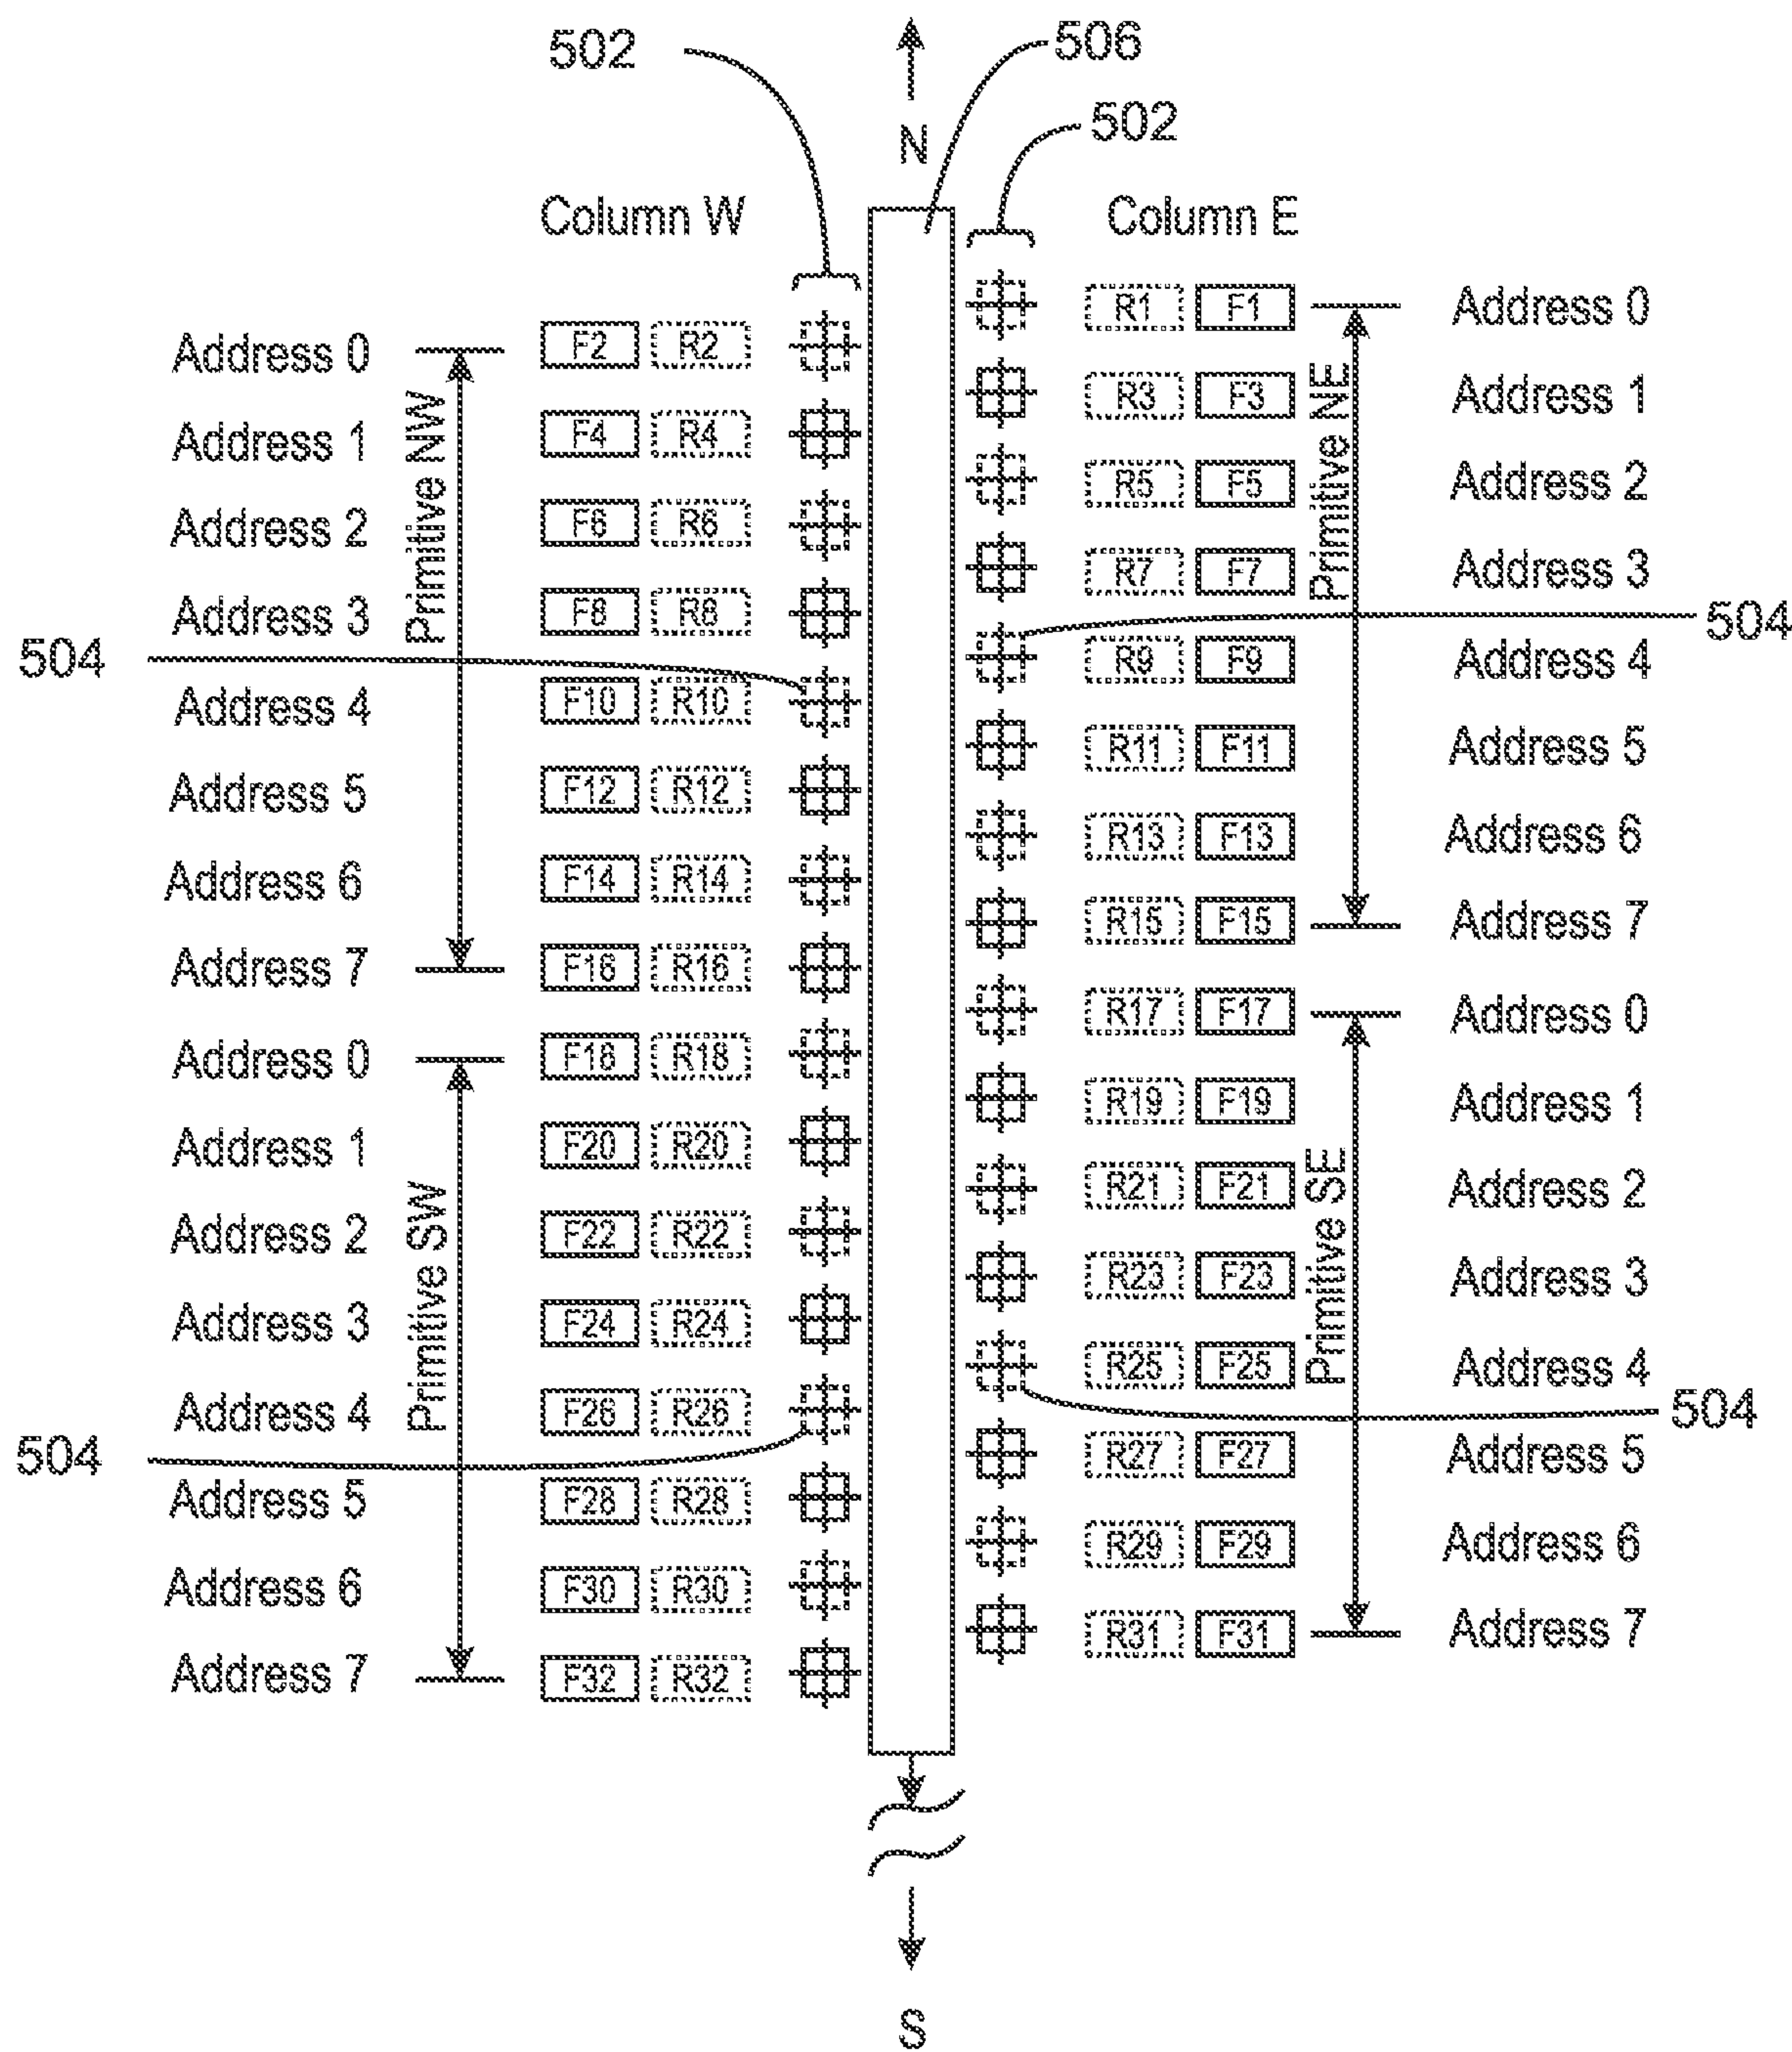 502
506
N
502
Column W
Column E
R1 F1 Address 0
Address 0 F2 R2
R3 F3 Address 1
Address 1 F4 R4
R5 F5 Address 2
Address 2 F6 R6
R7 F7 Address 3
Address 3 F8 R8
Primitive NW
Primitive NE
504
504
R9 F9 Address 4
Address 4 F10 R10
R11 F11 Address 5
Address 5 F12 R12
R13 F13 Address 6
Address 6 F14 R14
R15 F15 Address 7
Address 7 F16 R16
R17 F17 Address 0
Address 0 F18 R18
R19 F19 Address 1
Address 1 F20 R20
R21 F21 Address 2
Address 2 F22 R22
R23 F23 Address 3
Address 3 F24 R24
Primitive SW
Primitive SE
R25 F25 Address 4
Address 4 F26 R26
504
504
R27 F27 Address 5
Address 5 F28 R28
R29 F29 Address 6
Address 6 F30 R30
R31 F31 Address 7
Address 7 F32 R32
S